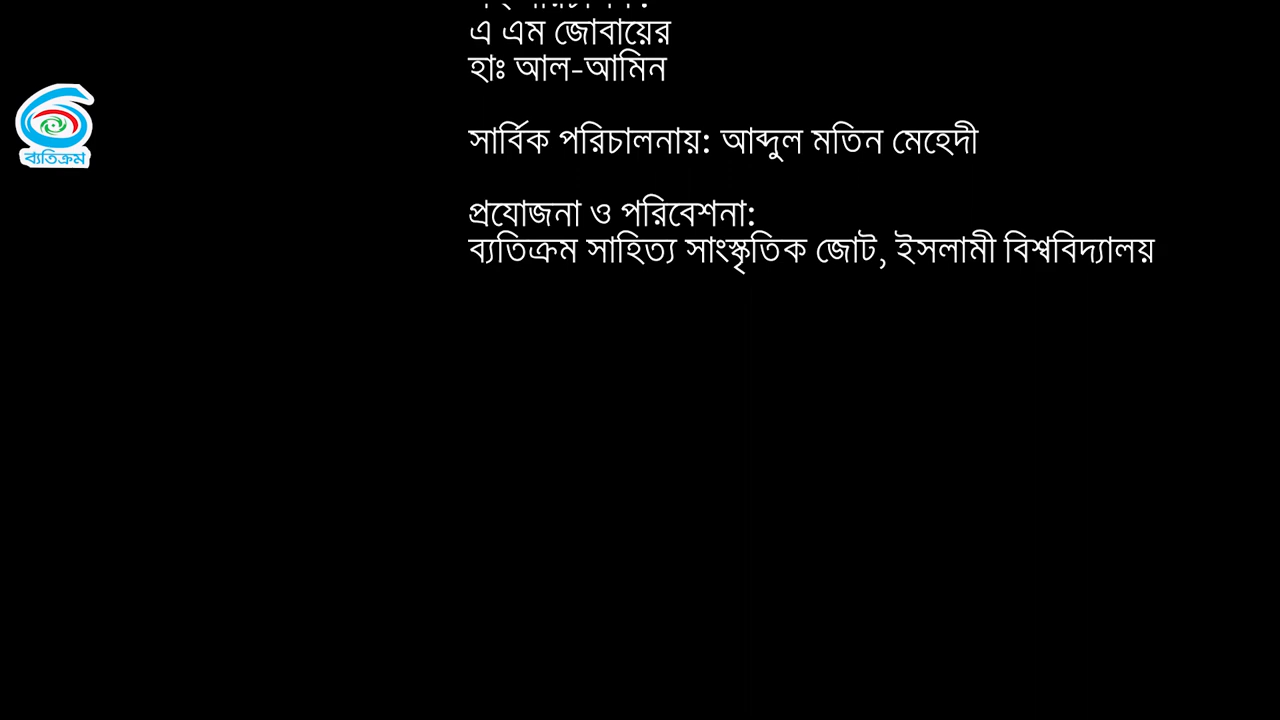 এ এম জোবায়ের
হাঃ আল-আমিন
ব্যতিক্রম
সার্বিক পরিচালনায়: আব্দুল মতিন মেহেদী
প্রযোজনা ও পরিবেশনা:
ব্যতিক্রম সাহিত্য সাংস্কৃতিক জোট, ইসলামী বিশ্ববিদ্যালয়